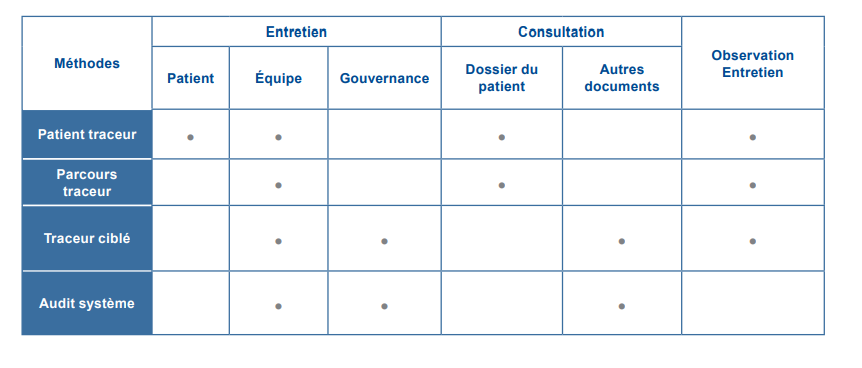 Méthodes
Entretien
Consultation
Observation
Entretien
Patient
Équipe
Gouvernance
Dossier du
patient
Autres
documents
Patient traceur
• • • •
Parcours
traceur
• • •
Traceur ciblé
• • • •
Audit système
• • •